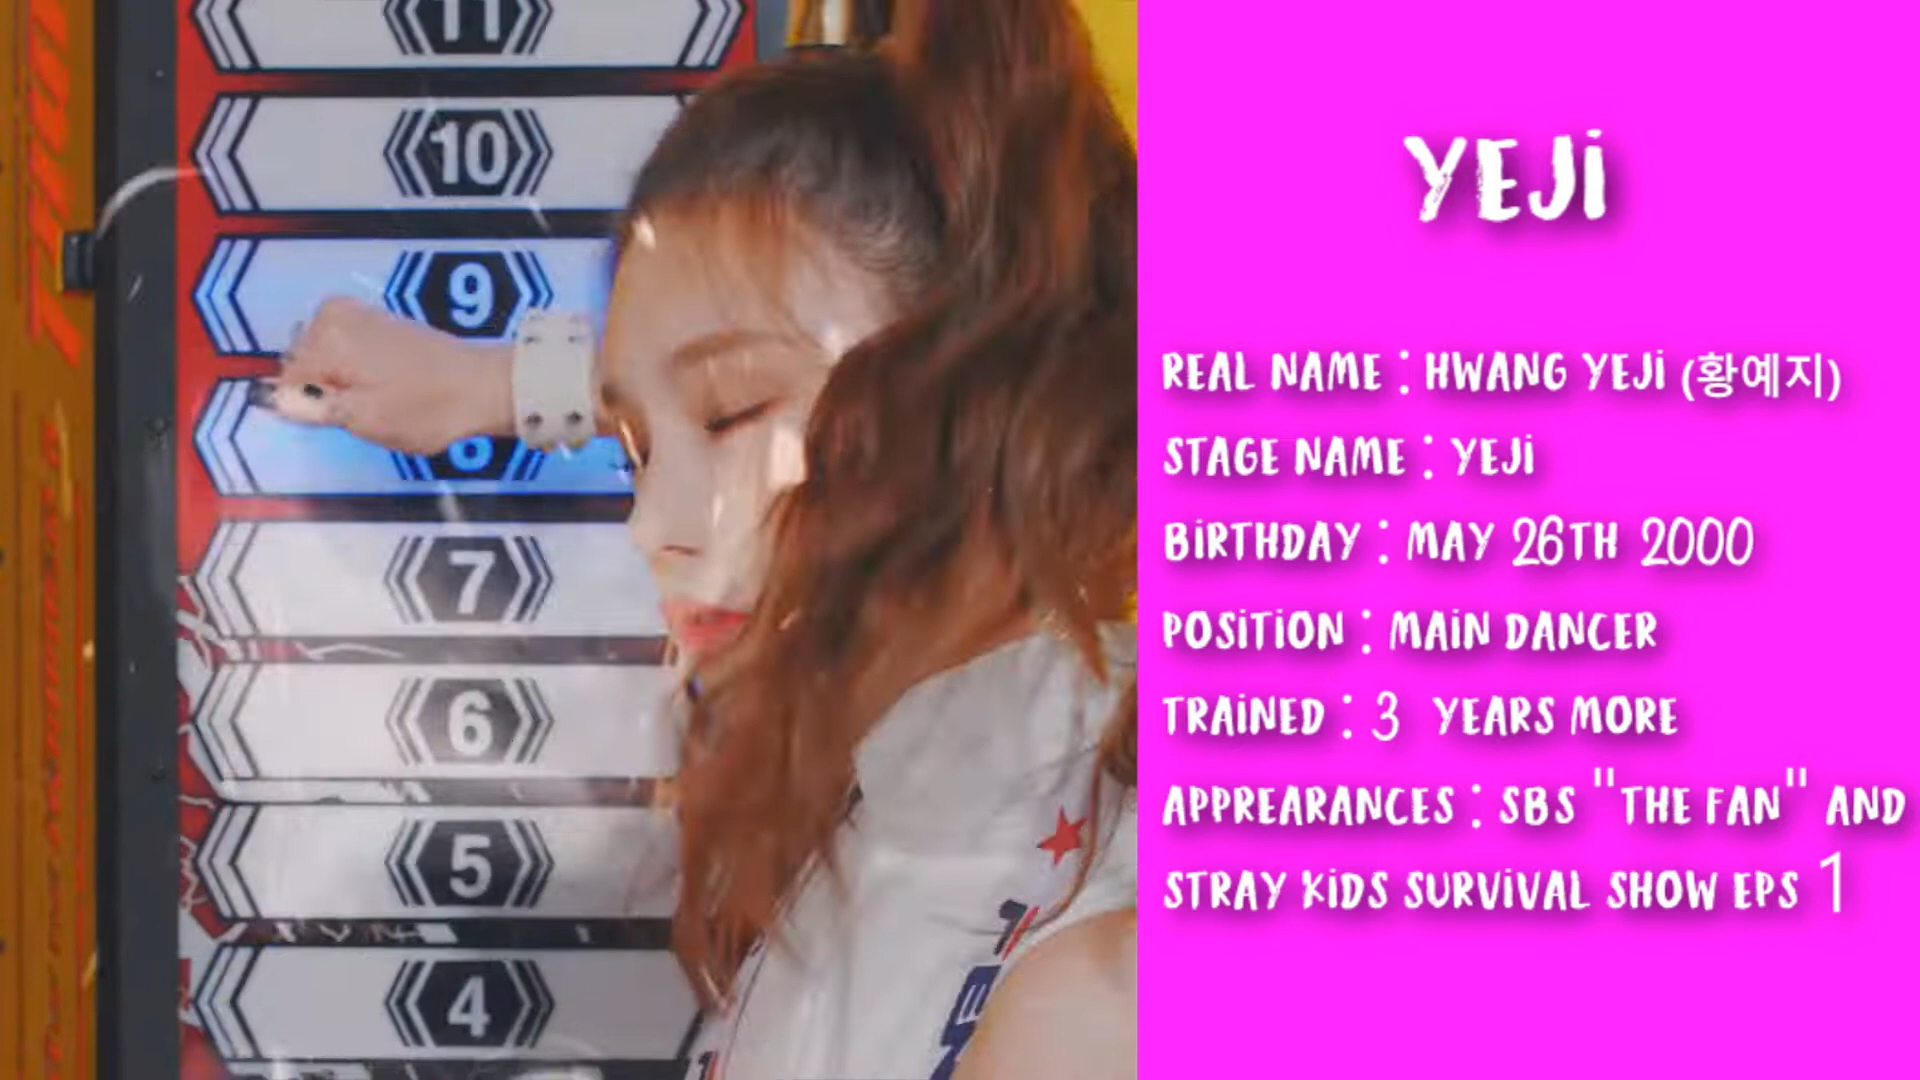 11
10
9
8
7
6
5
4
YEJI
REAL NAME : HWANG YEJI (황예지)
STAGE NAME : YEJI
BIRTHDAY : MAY 26TH 2000
POSITION : MAIN DANCER
TRAINED : 3 YEARS MORE
APPREARANCES : SBS "THE FAN" AND
STRAY KIDS SURVIVAL SHOW EPS 1